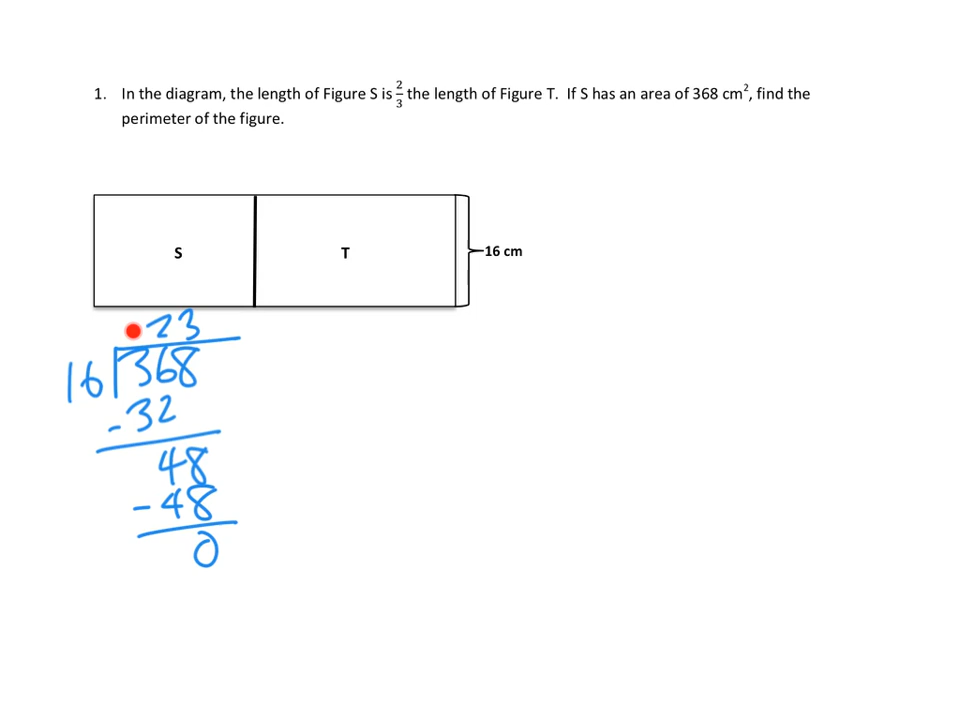 1. In the diagram, the length of Figure S is 2/3 the length of Figure T. If S has an area of 368 cm², find the
perimeter of the figure.
S T 16 cm
23
16 368
- 32
48
- 48
0